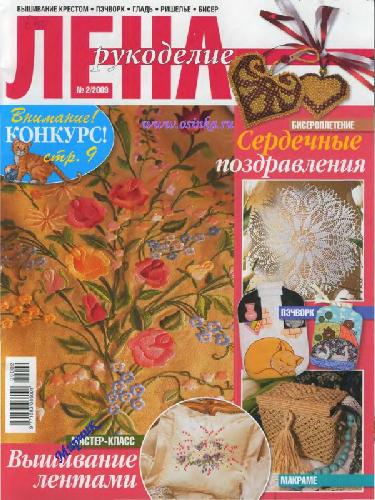 ВЫШИВАНИЕ КРЕСТОМ • ПЭЧВОРК • ГЛАДЬ • РИШЕЛЬЕ • БИСЕР
ЛЕНА
рукоделие
№ 2/2009
Внимание!
КОНКУРС!
стр. 9
www.osinka.ru
БИСЕРОПЛЕТЕНИЕ
Сердечные
поздравления
ПЭЧВОРК
МАСТЕР-КЛАСС
Вышивание
лентами
МАКРАМЕ